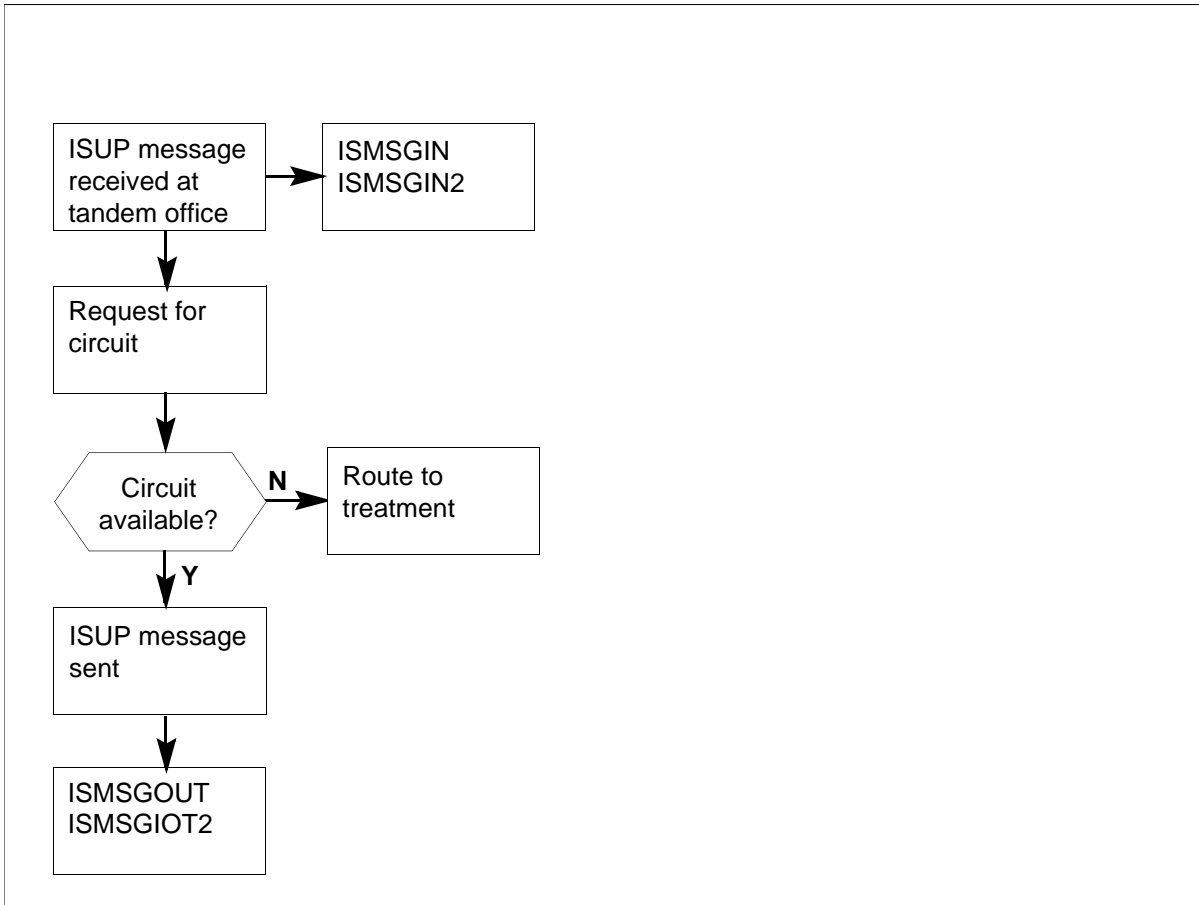 ISUP message
received at
tandem office
ISMSGIN
ISMSGIN2
Request for
circuit
Circuit
available?
N
Route to
treatment
Y
ISUP message
sent
ISMSGOUT
ISMSGIOT2